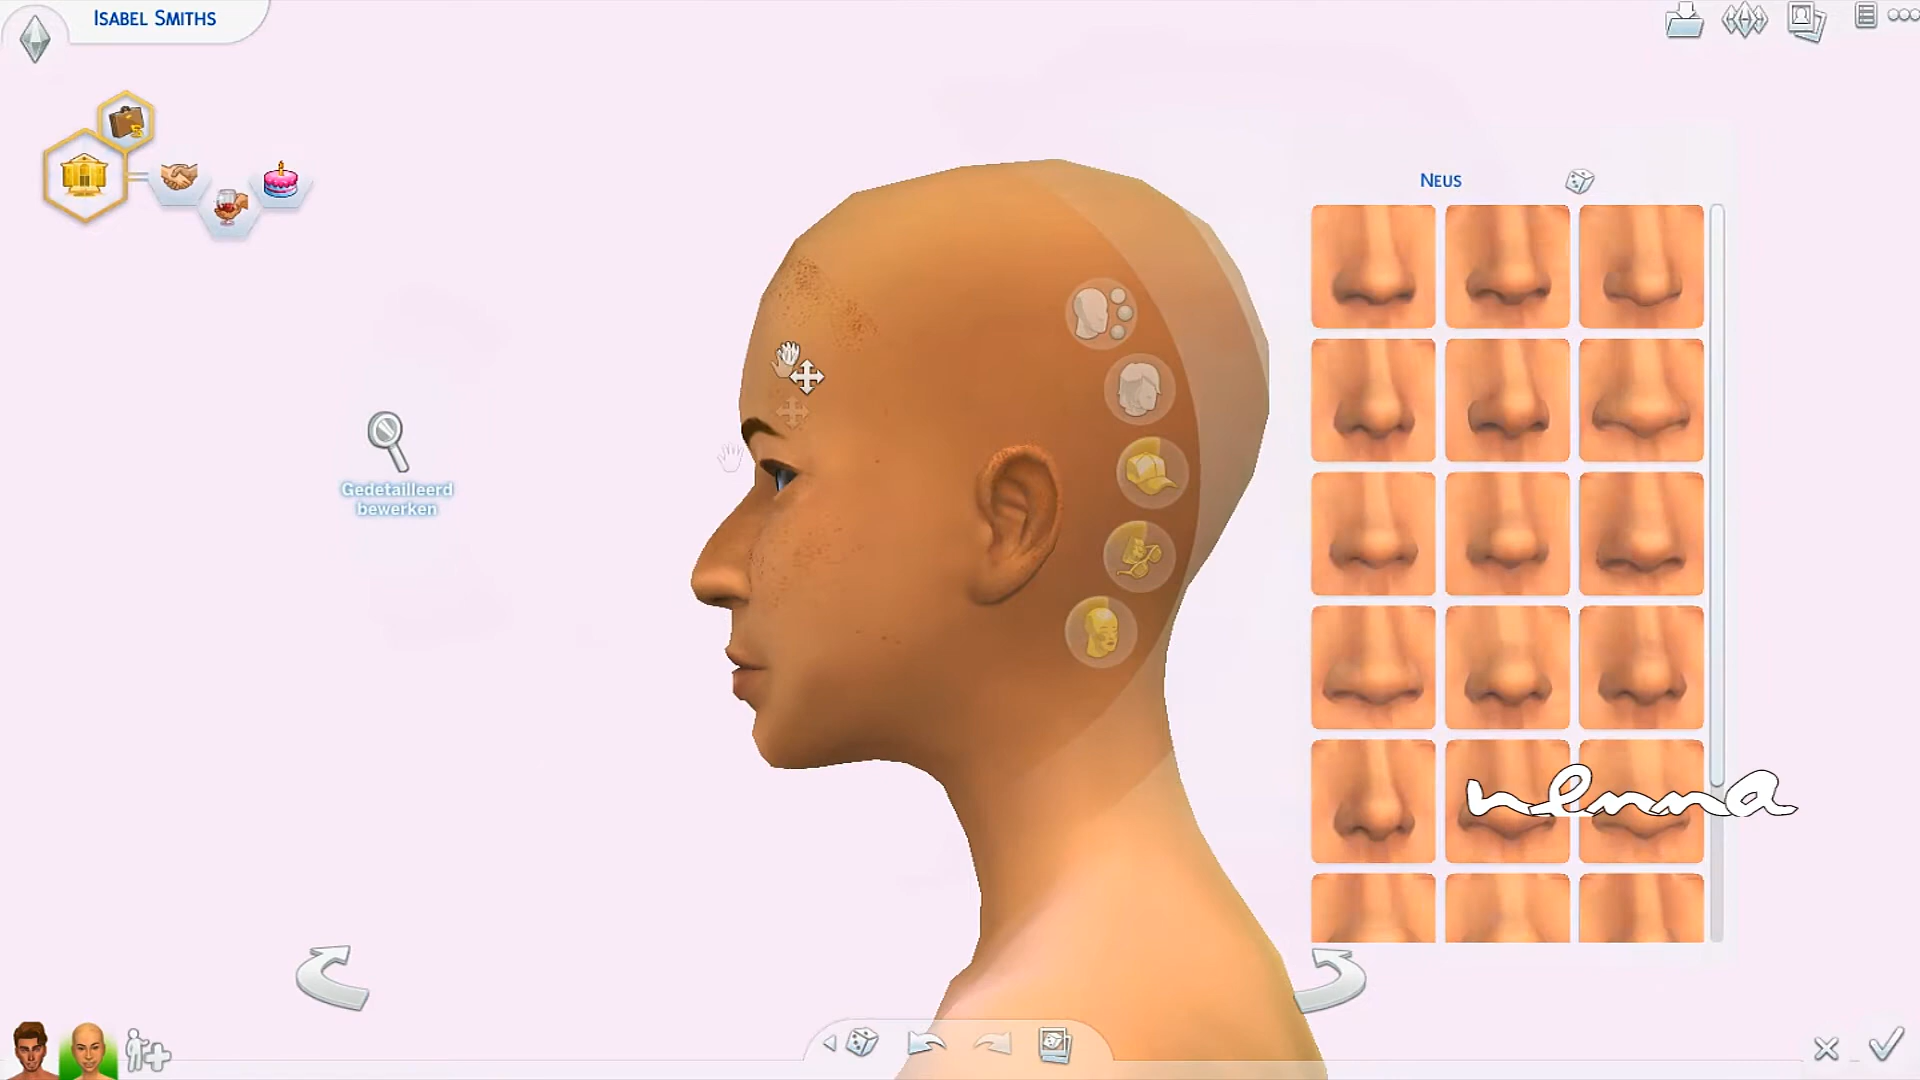 ISABEL SMITHS
NEUS
Gedetailleerd
bewerken
nenna